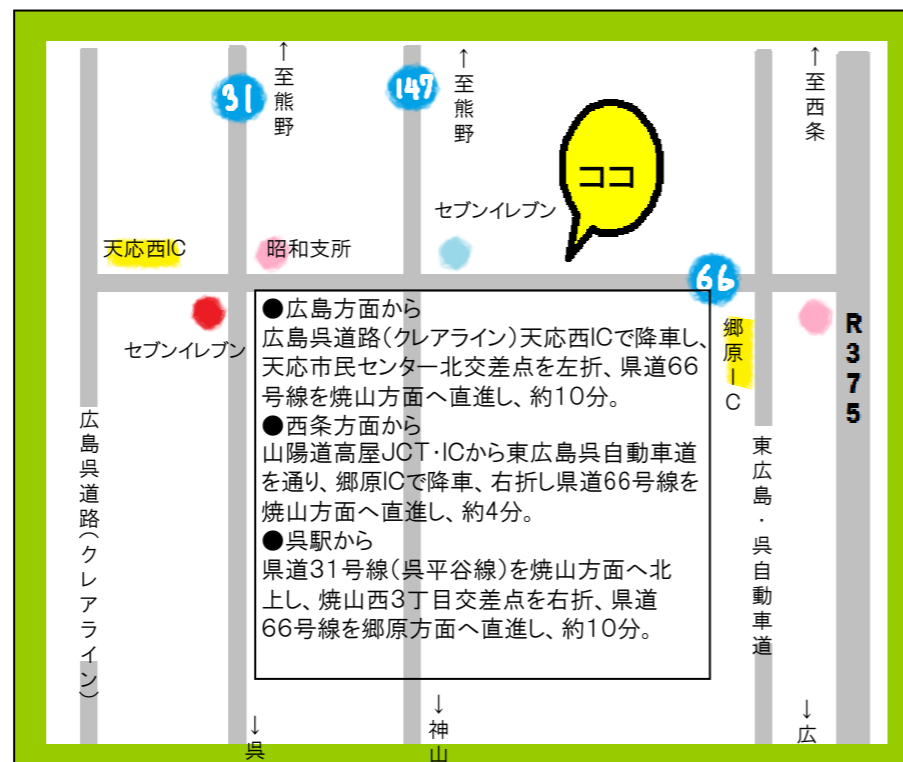 ↑至熊野
31
↑至熊野
147
↑至西条
ココ
セブンイレブン
天応西IC
昭和支所
66
セブンイレブン
郷原IC
R375
●広島方面から
広島呉道路(クレアライン)天応西ICで降車し、
天応市民センター北交差点を左折、県道66
号線を焼山方面へ直進し、約10分。
●西条方面から
山陽道高屋JCT・ICから東広島呉自動車道
を通り、郷原ICで降車、右折し県道66号線を
焼山方面へ直進し、約4分。
●呉駅から
県道31号線(呉平谷線)を焼山方面へ北
上し、焼山西3丁目交差点を右折、県道
66号線を郷原方面へ直進し、約10分。
広島呉道路(クレアライン)
東広島・呉自動車道
↓呉
↓神山
↓広